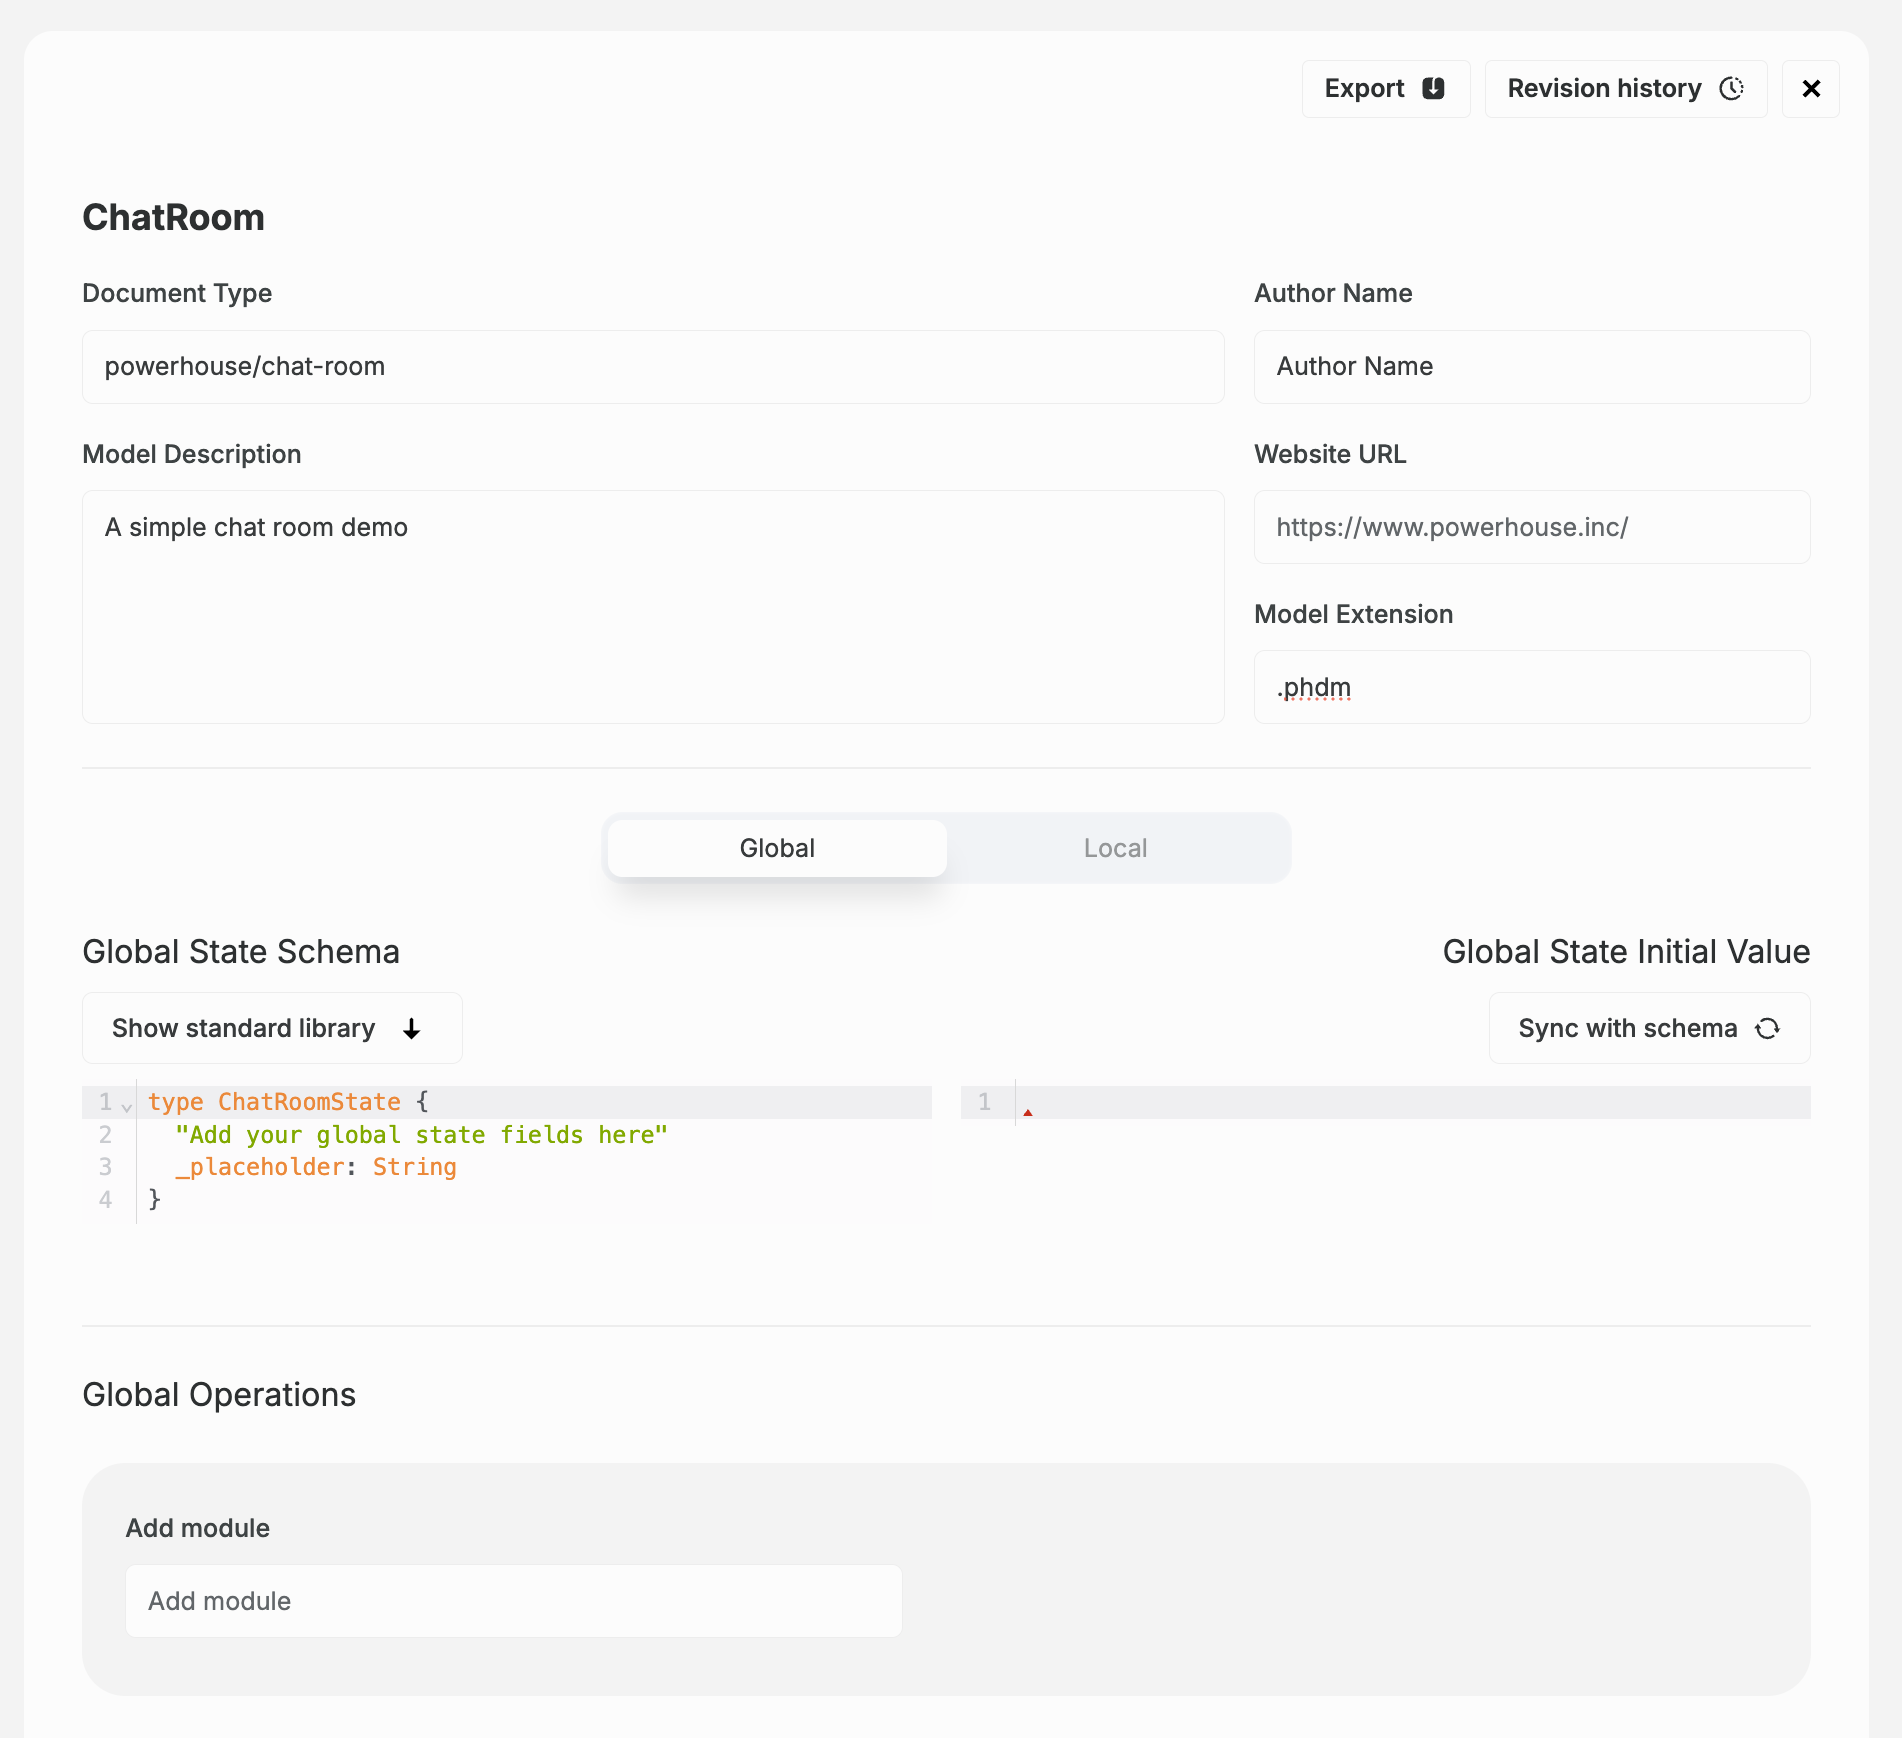 Export
Revision history
ChatRoom
Document Type
Author Name
powerhouse/chat-room
Author Name
Model Description
Website URL
A simple chat room demo
https://www.powerhouse.inc/
Model Extension
.phdm
Global
Local
Global State Schema
Global State Initial Value
Show standard library
Sync with schema
1 type ChatRoomState {
2 "Add your global state fields here"
3 _placeholder: String
4 }
1
Global Operations
Add module
Add module